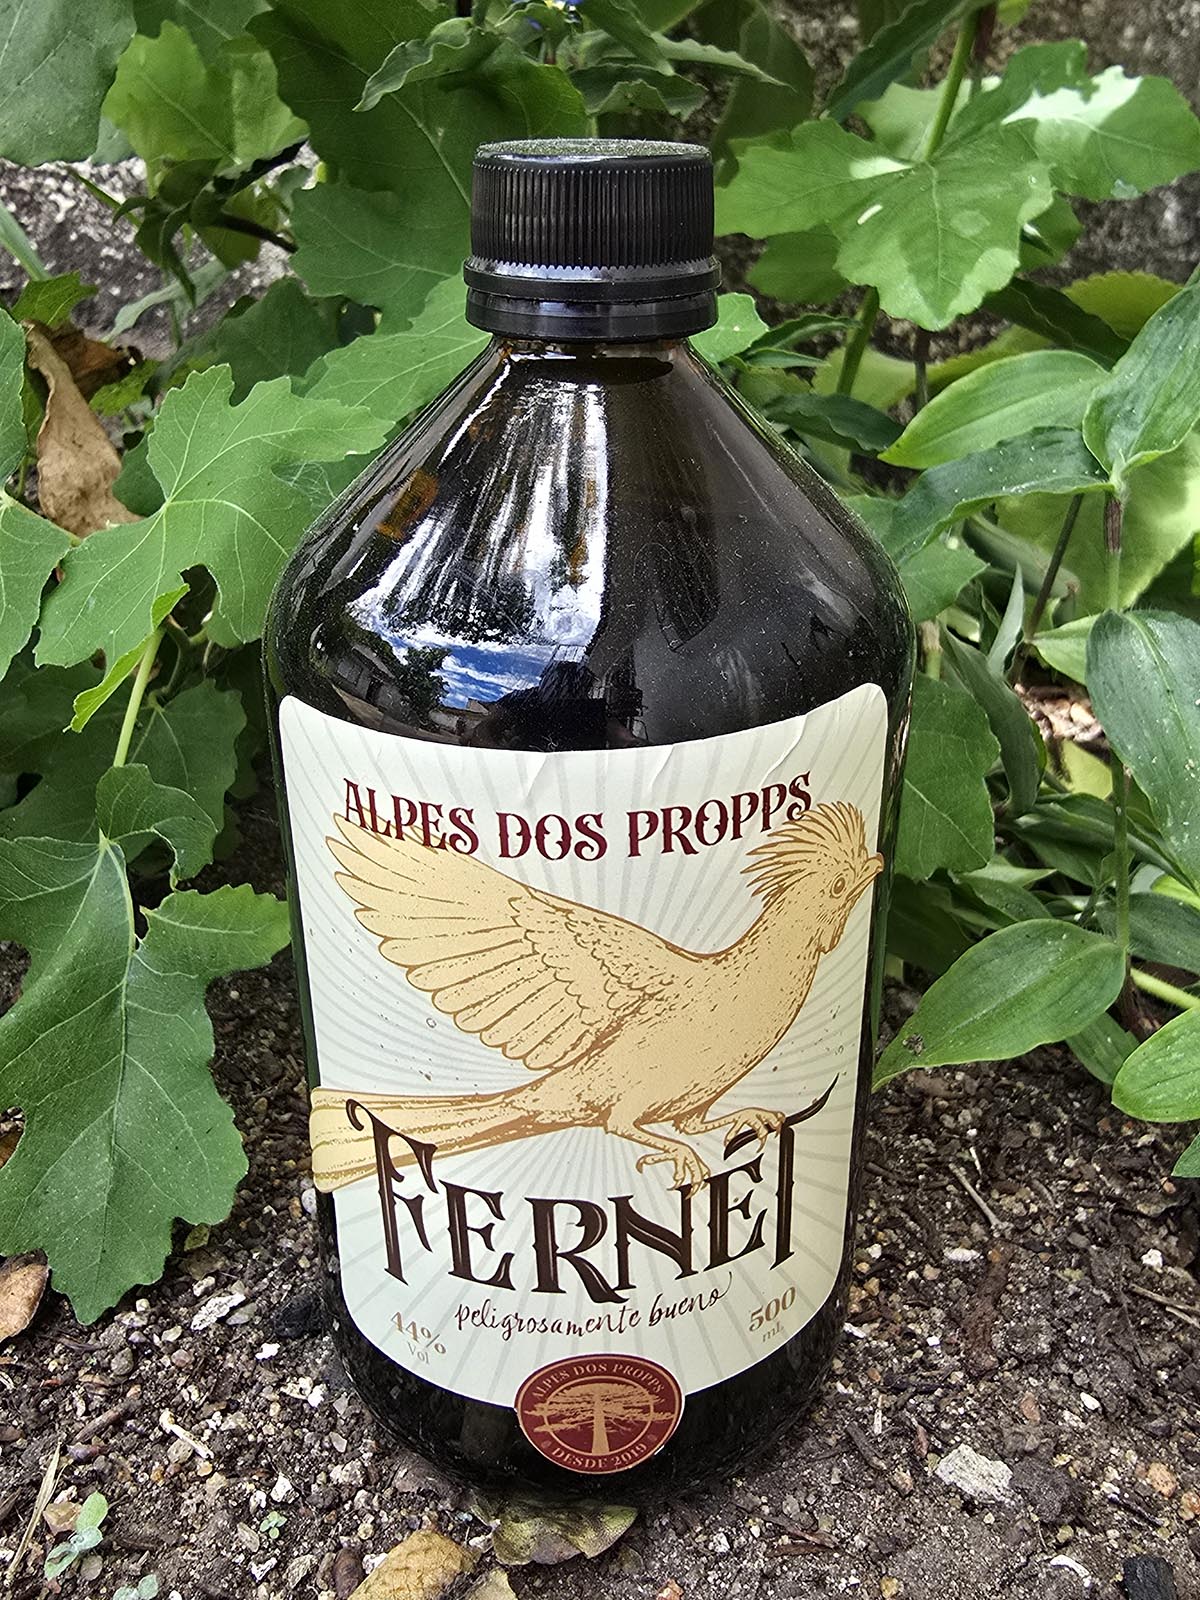 ALPES DOS PROPPS
FERNET
peligrosamente bueno
44%
Vol
500
mL
ALPES DOS PROPPS
DESDE 2019